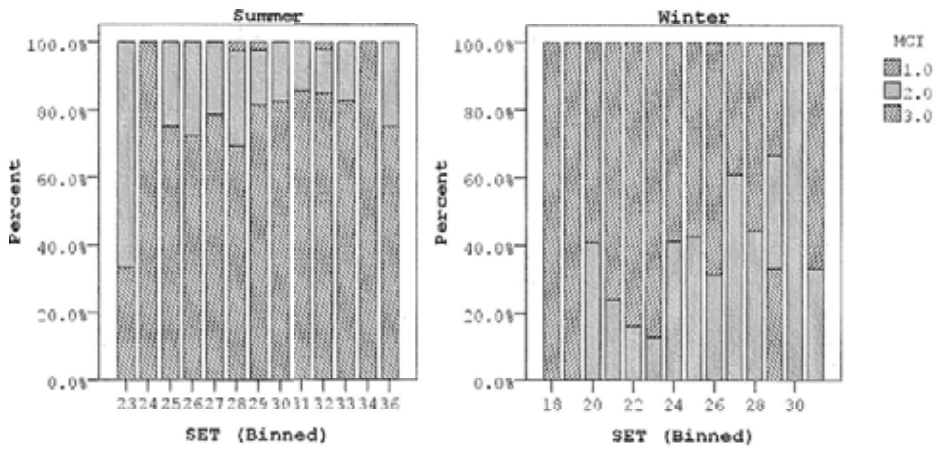 Summer
Winter
MCI
1.0
2.0
3.0
100.0%
80.0%
60.0%
40.0%
20.0%
0.0%
Percent
23 24 25 26 27 28 29 30 31 32 33 34 36
SET (Binned)
100.0%
80.0%
60.0%
40.0%
20.0%
0.0%
Percent
18 20 22 24 26 28 30
SET (Binned)